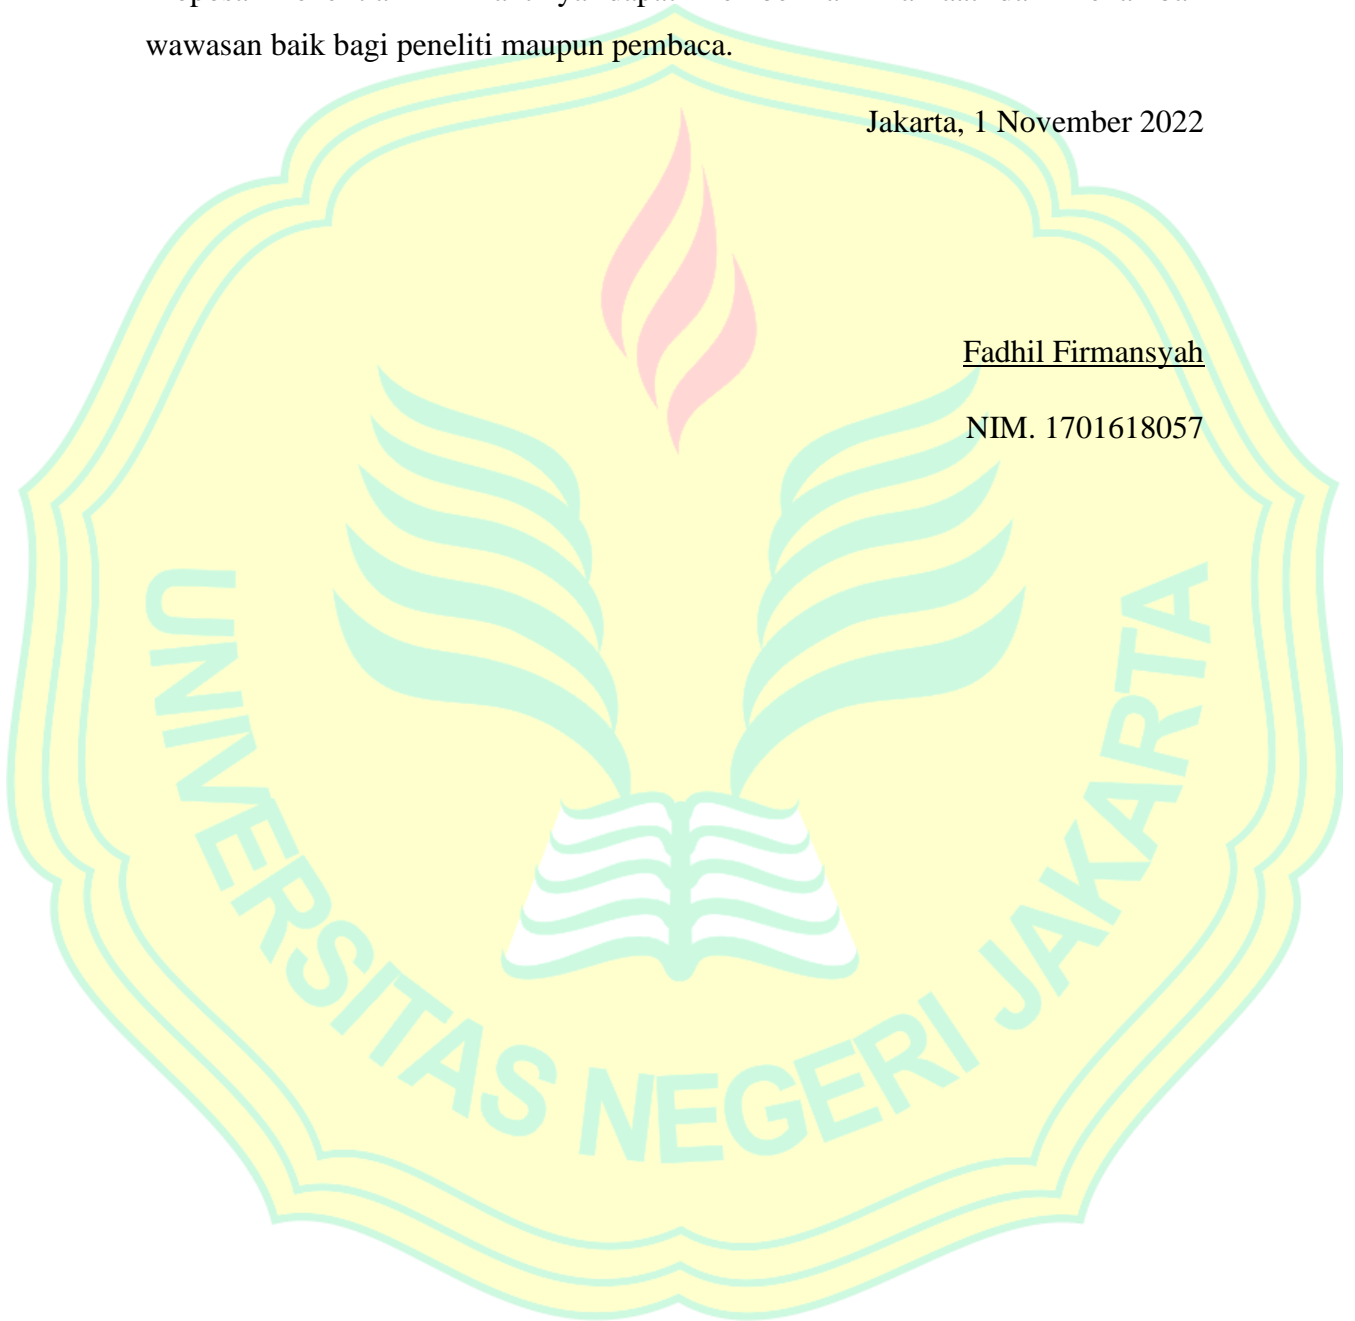 wawasan baik bagi peneliti maupun pembaca.
Jakarta, 1 November 2022
Fadhil Firmansyah
NIM. 1701618057
UNIVERSITAS NEGERI JAKARTA